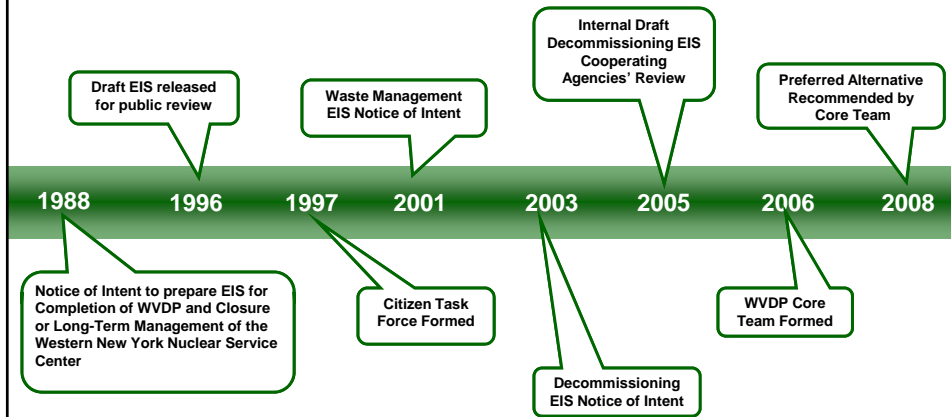 Internal Draft
Decommissioning EIS
Cooperating
Agencies' Review
Draft EIS released
for public review
Waste Management
EIS Notice of Intent
Preferred Alternative
Recommended by
Core Team
1988 1996 1997 2001 2003 2005 2006 2008
Notice of Intent to prepare EIS for
Completion of WVDP and Closure
or Long-Term Management of the
Western New York Nuclear Service
Center
Citizen Task
Force Formed
WVDP Core
Team Formed
Decommissioning
EIS Notice of Intent